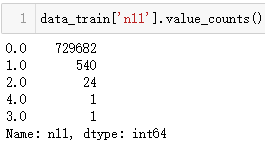 1 data_train['n11'].value_counts()
0.0 729682
1.0 540
2.0 24
4.0 1
3.0 1
Name: n11, dtype: int64